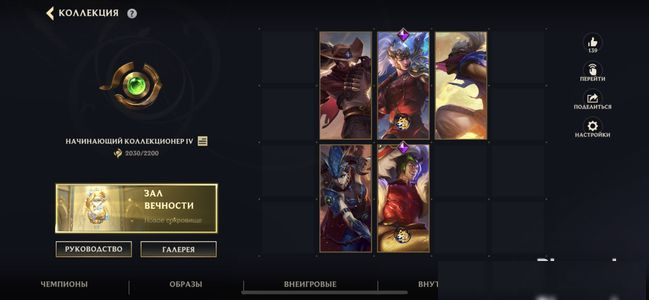 КОЛЛЕКЦИЯ ?
139
ПЕРЕЙТИ
ПОДЕЛИТЬСЯ
НАСТРОЙКИ
НАЧИНАЮЩИЙ КОЛЛЕКЦИОНЕР IV
2030/2200
ЗАЛ
ВЕЧНОСТИ
Новое сокровище
РУКОВОДСТВО
ГАЛЕРЕЯ
ЧЕМПИОНЫ
ОБРАЗЫ
ВНЕИГРОВЫЕ
ВНУТ